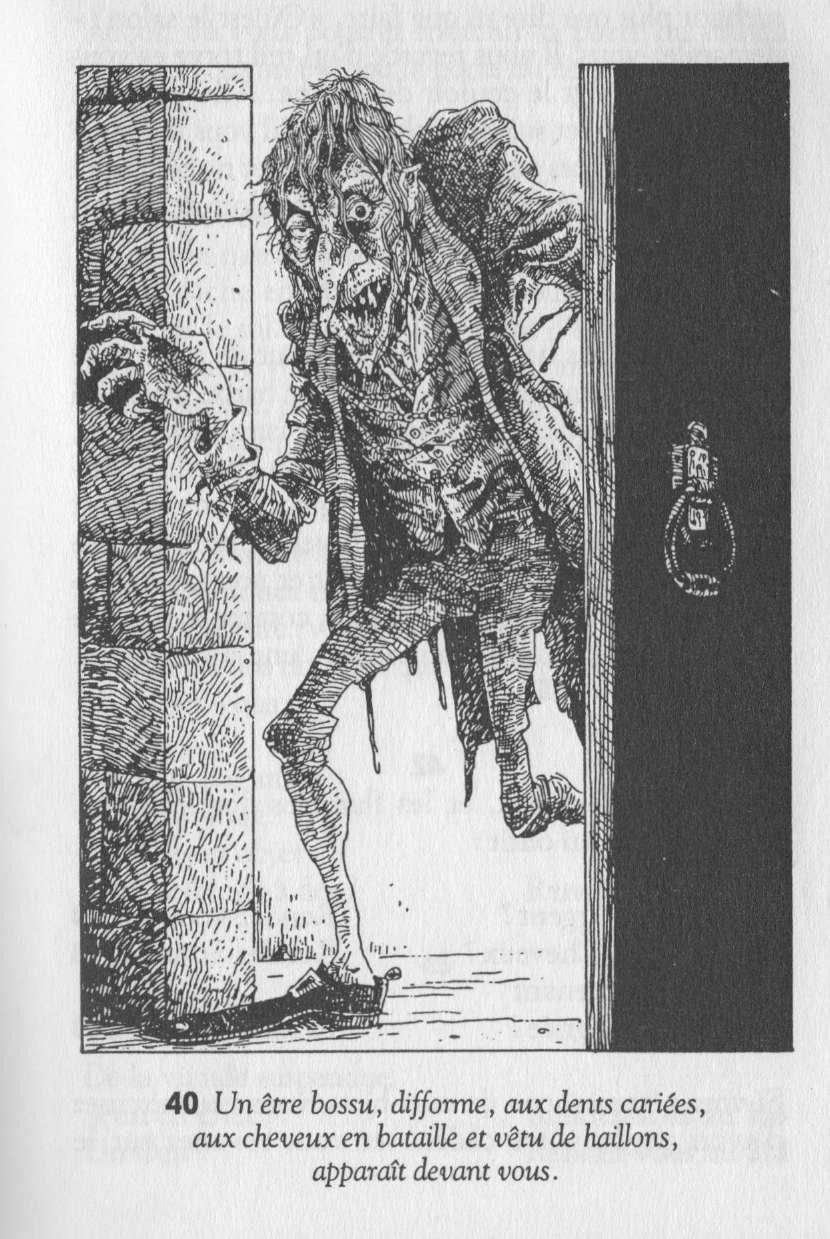 40 Un être bossu, difforme, aux dents cariées,
aux cheveux en bataille et vêtu de haillons,
apparaît devant vous.